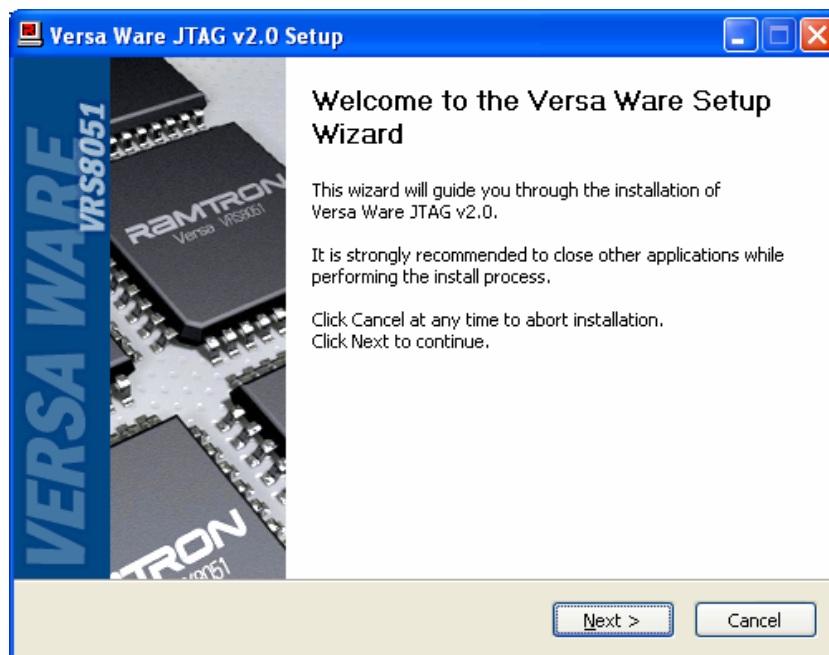 Versa Ware JTAG v2.0 Setup
VERSA WARE
VRS8051
RAMTRON
Versa VRS8051
TRON
Welcome to the Versa Ware Setup
Wizard
This wizard will guide you through the installation of
Versa Ware JTAG v2.0.
It is strongly recommended to close other applications while
performing the install process.
Click Cancel at any time to abort installation.
Click Next to continue.
Next >
Cancel